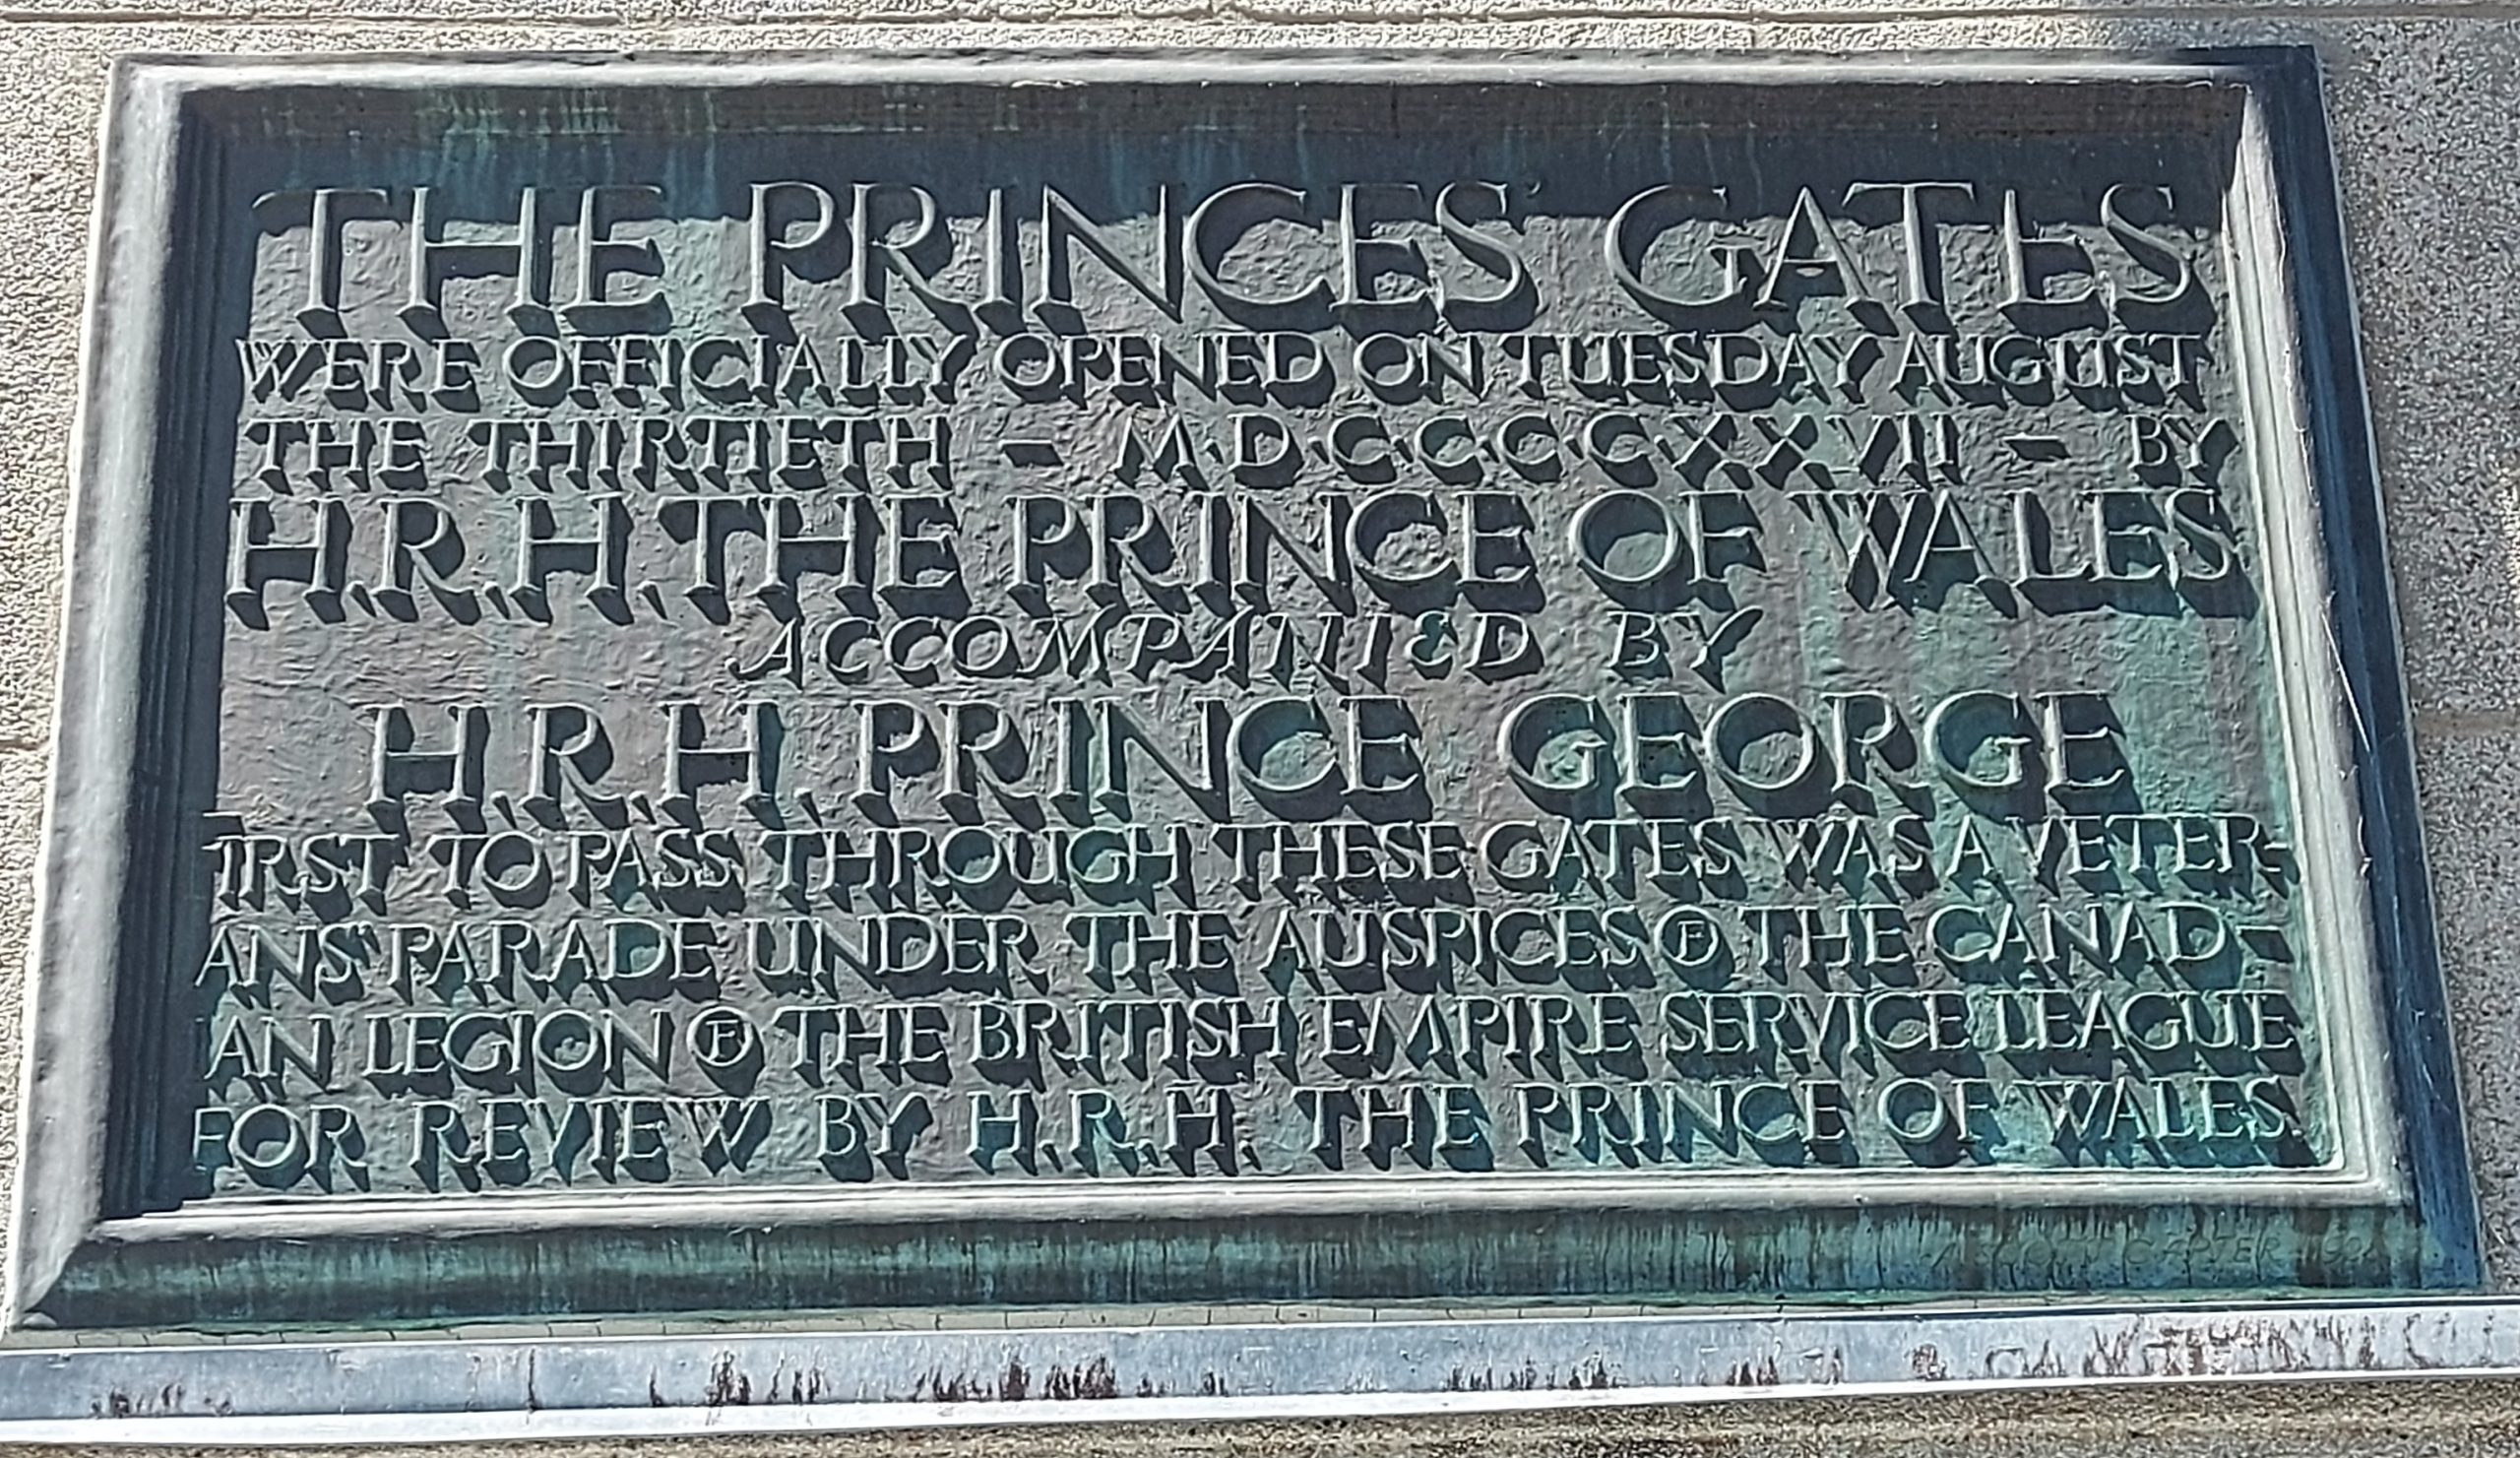 THE PRINCES' GATES
WERE OFFICIALLY OPENED ON TUESDAY AUGUST
THE THIRTIETH – M·D·C·C·C·C·XXVII – BY
H.R.H. THE PRINCE OF WALES
ACCOMPANIED BY
H.R.H. PRINCE GEORGE
FIRST TO PASS THROUGH THESE GATES WAS A VETER-
ANS' PARADE UNDER THE AUSPICES OF THE CANAD-
IAN LEGION OF THE BRITISH EMPIRE SERVICE LEAGUE
FOR REVIEW BY H.R.H. THE PRINCE OF WALES.